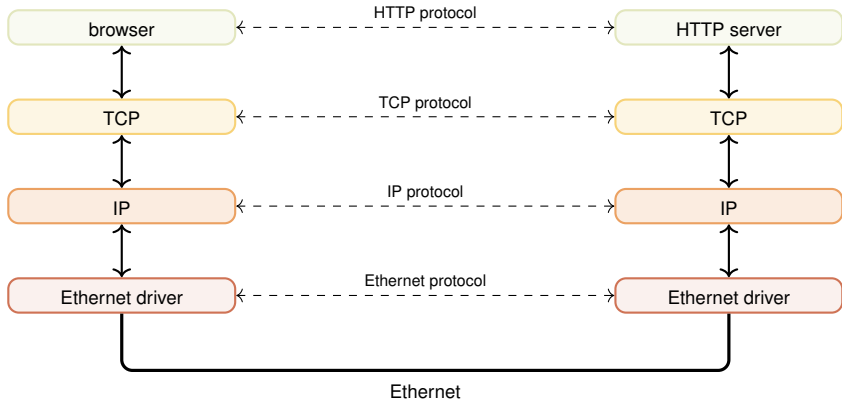 HTTP protocol
browser
HTTP server
TCP protocol
TCP
TCP
IP protocol
IP
IP
Ethernet protocol
Ethernet driver
Ethernet driver
Ethernet